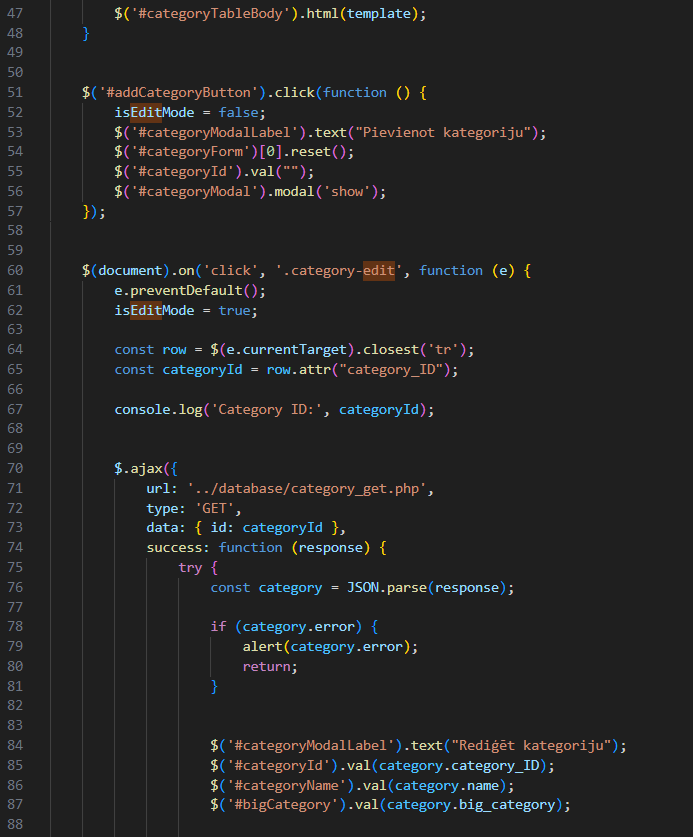 47 $('#categoryTableBody').html(template);
48 }
49
50
51 $('#addCategoryButton').click(function () {
52 isEditMode = false;
53 $('#categoryModalLabel').text("Pievienot kategoriju");
54 $('#categoryForm')[0].reset();
55 $('#categoryId').val("");
56 $('#categoryModal').modal('show');
57 });
58
59
60 $(document).on('click', '.category-edit', function (e) {
61 e.preventDefault();
62 isEditMode = true;
63
64 const row = $(e.currentTarget).closest('tr');
65 const categoryId = row.attr("category_ID");
66
67 console.log('Category ID:', categoryId);
68
69
70 $.ajax({
71 url: '../database/category_get.php',
72 type: 'GET',
73 data: { id: categoryId },
74 success: function (response) {
75 try {
76 const category = JSON.parse(response);
77
78 if (category.error) {
79 alert(category.error);
80 return;
81 }
82
83
84 $('#categoryModalLabel').text("Rediģēt kategoriju");
85 $('#categoryId').val(category.category_ID);
86 $('#categoryName').val(category.name);
87 $('#bigCategory').val(category.big_category);
88